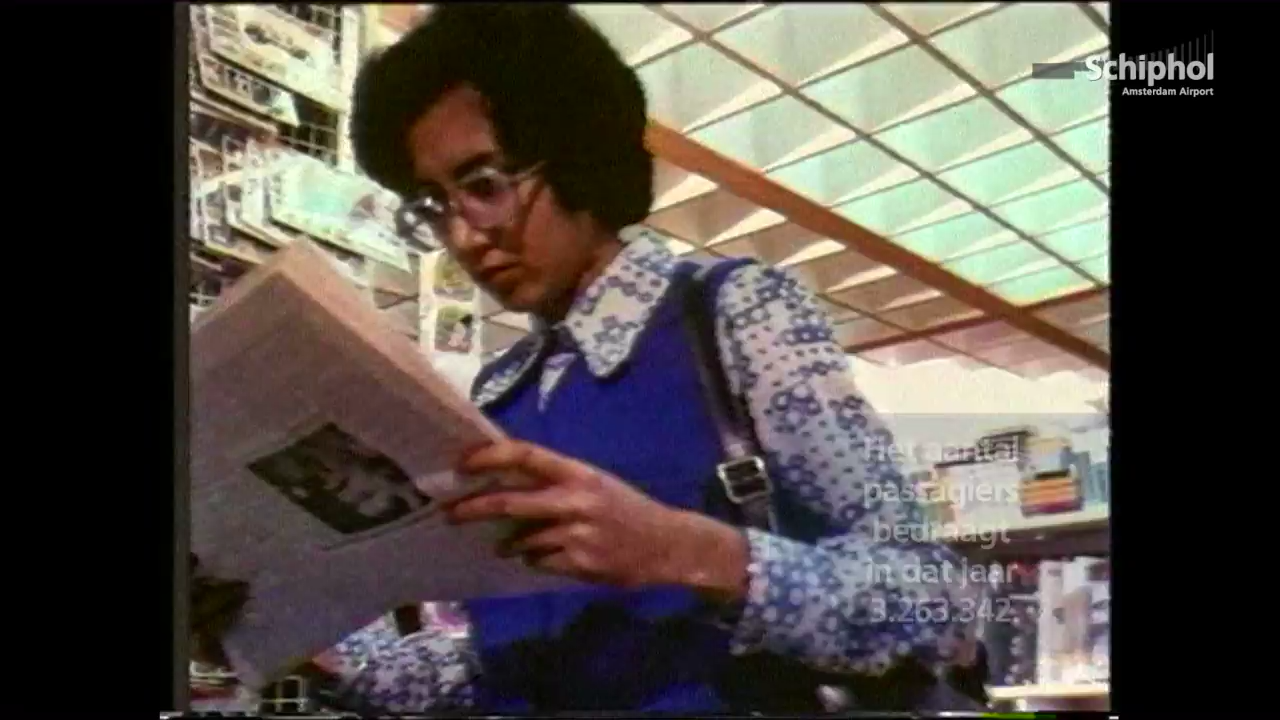 Schiphol
Amsterdam Airport
Het aantal
passagiers
bedraagt
in dat jaar
3.263.342.